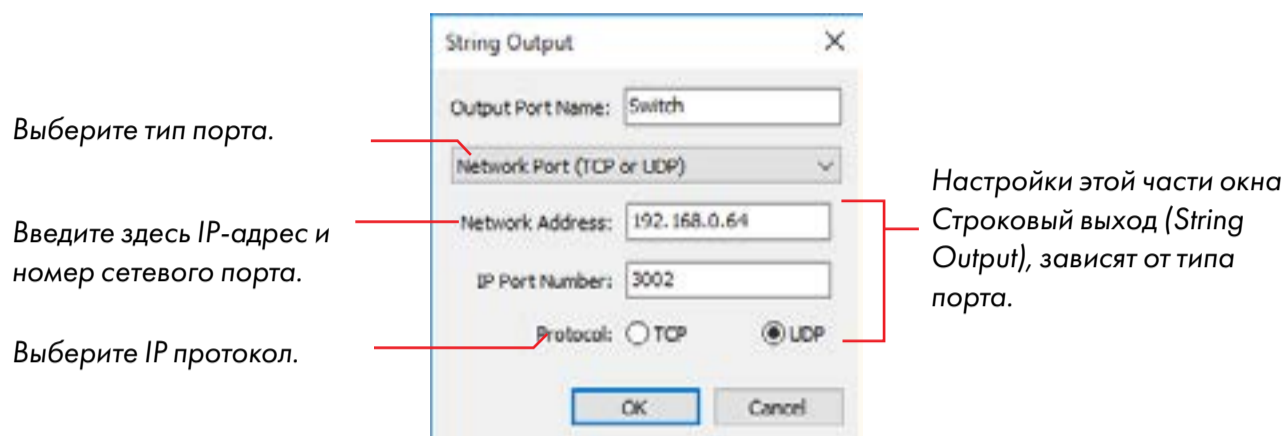 String Output
Output Port Name: Switch
Выберите тип порта.
Network Port (TCP or UDP)
Введите здесь IP-адрес и
номер сетевого порта.
Network Address: 192.168.0.64
IP Port Number: 3002
Выберите IP протокол.
Protocol: TCP UDP
OK Cancel
Настройки этой части окна
Строковый выход (String
Output), зависят от типа
порта.